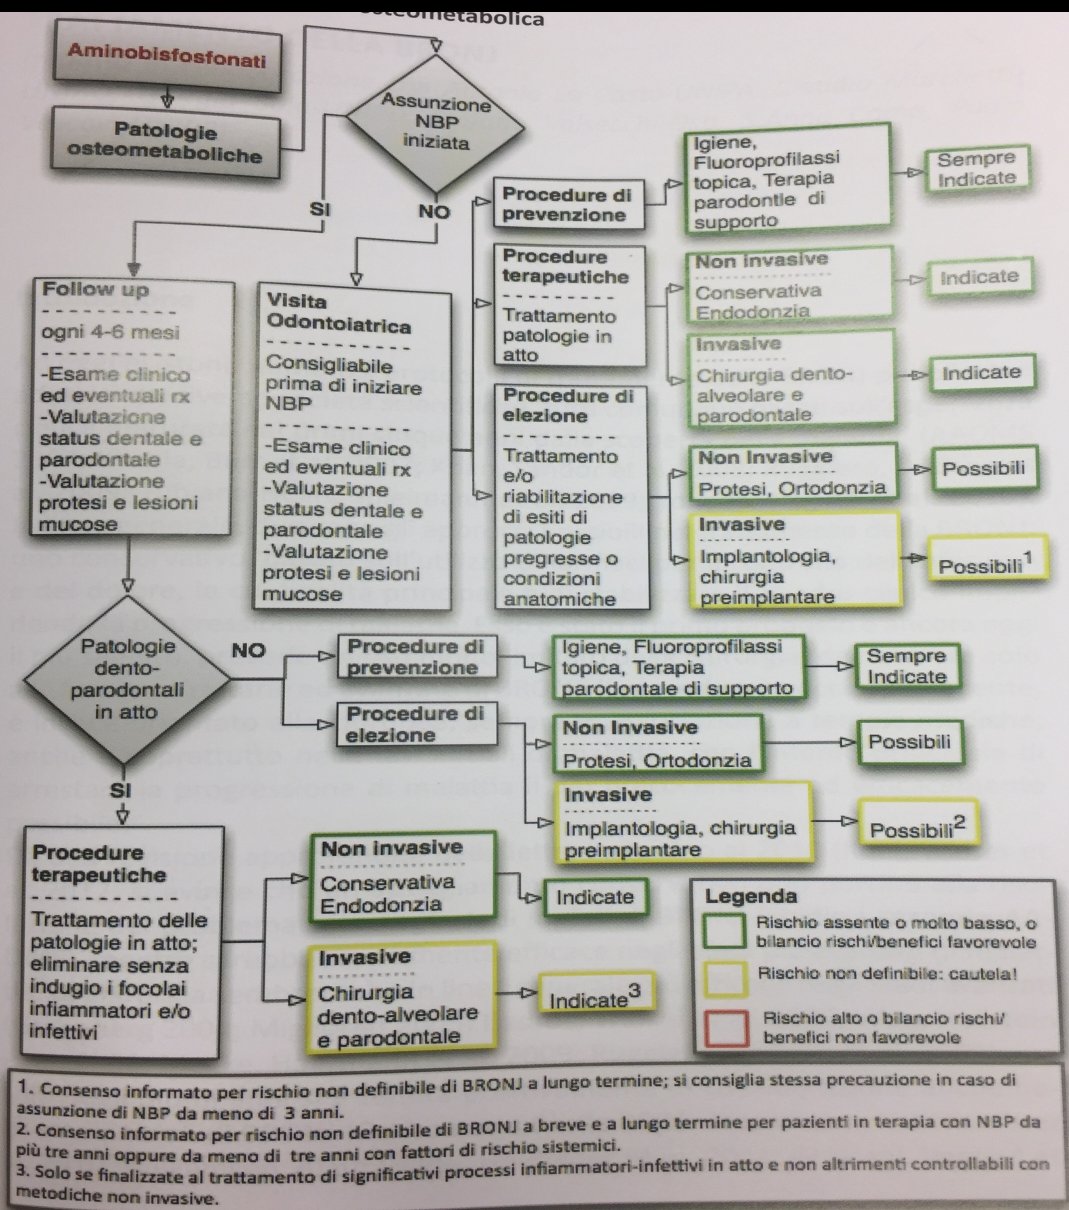 osteometabolica
Aminobisfosfonati
Patologie
osteometaboliche
Assunzione
NBP
iniziata
SI
NO
Follow up
ogni 4-6 mesi
-Esame clinico
ed eventuali rx
-Valutazione
status dentale e
parodontale
-Valutazione
protesi e lesioni
mucose
Visita
Odontoiatrica
Consigliabile
prima di iniziare
NBP
-Esame clinico
ed eventuali rx
-Valutazione
status dentale e
parodontale
-Valutazione
protesi e lesioni
mucose
Procedure di
prevenzione
Igiene,
Fluoroprofilassi
topica, Terapia
parodontle di
supporto
Sempre
Indicate
Procedure
terapeutiche
Trattamento
patologie in
atto
Non invasive
Conservativa
Endodonzia
Indicate
Invasive
Chirurgia dento-
alveolare e
parodontale
Indicate
Procedure di
elezione
Trattamento
e/o
riabilitazione
di esiti di
patologie
pregresse o
condizioni
anatomiche
Non Invasive
Protesi, Ortodonzia
Possibili
Invasive
Implantologia,
chirurgia
preimplantare
Possibili1
Patologie
dento-
parodontali
in atto
NO
Procedure di
prevenzione
Igiene, Fluoroprofilassi
topica, Terapia
parodontale di supporto
Sempre
Indicate
Procedure di
elezione
Non Invasive
Protesi, Ortodonzia
Possibili
Invasive
Implantologia, chirurgia
preimplantare
Possibili2
SI
Procedure
terapeutiche
Trattamento delle
patologie in atto;
eliminare senza
indugio i focolai
infiammatori e/o
infettivi
Non invasive
Conservativa
Endodonzia
Indicate
Invasive
Chirurgia
dento-alveolare
e parodontale
Indicate3
Legenda
Rischio assente o molto basso, o
bilancio rischi/benefici favorevole
Rischio non definibile: cautela!
Rischio alto o bilancio rischi/
benefici non favorevole
1. Consenso informato per rischio non definibile di BRONJ a lungo termine; si consiglia stessa precauzione in caso di
assunzione di NBP da meno di 3 anni.
2. Consenso informato per rischio non definibile di BRONJ a breve e a lungo termine per pazienti in terapia con NBP da
più tre anni oppure da meno di tre anni con fattori di rischio sistemici.
3. Solo se finalizzate al trattamento di significativi processi infiammatori-infettivi in atto e non altrimenti controllabili con
metodiche non invasive.